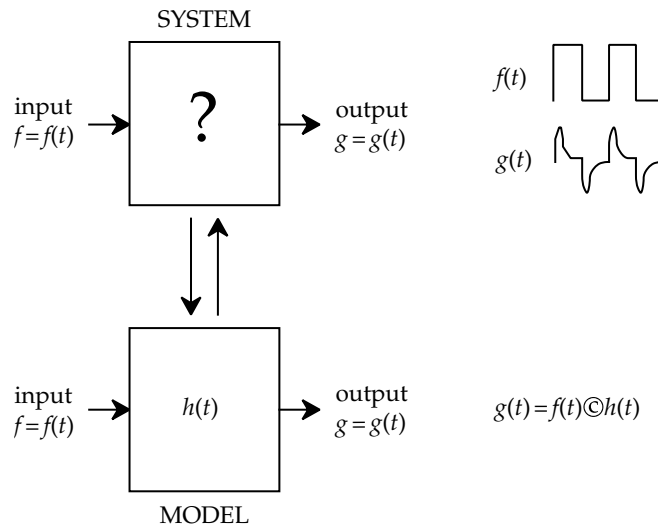 SYSTEM
?
input
f = f(t)
output
g = g(t)
f(t)
g(t)
input
f = f(t)
h(t)
output
g = g(t)
g(t) = f(t)©h(t)
MODEL